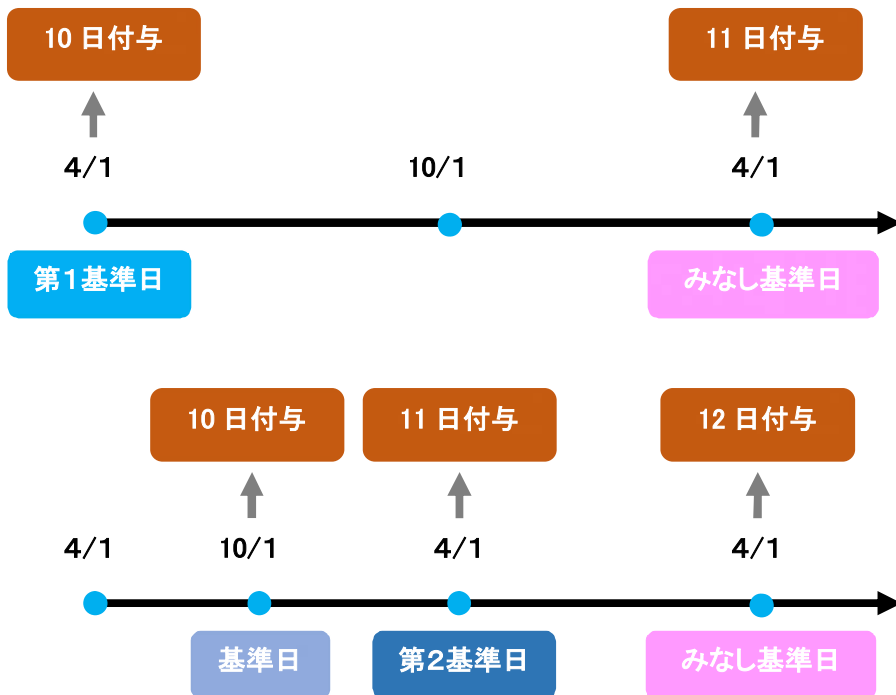 10 日付与 11 日付与
4/1 10/1 4/1
第1基準日 みなし基準日
10 日付与 11 日付与 12 日付与
4/1 10/1 4/1 4/1
基準日 第2基準日 みなし基準日